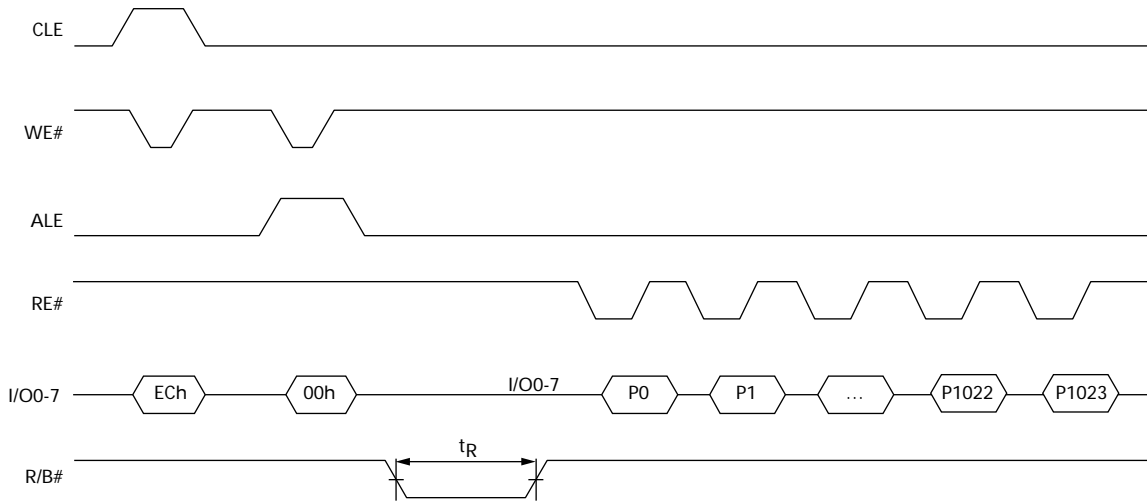 CLE
WE#
ALE
RE#
I/O0-7 ECh 00h I/O0-7 P0 P1 ... P1022 P1023
tR
R/B#